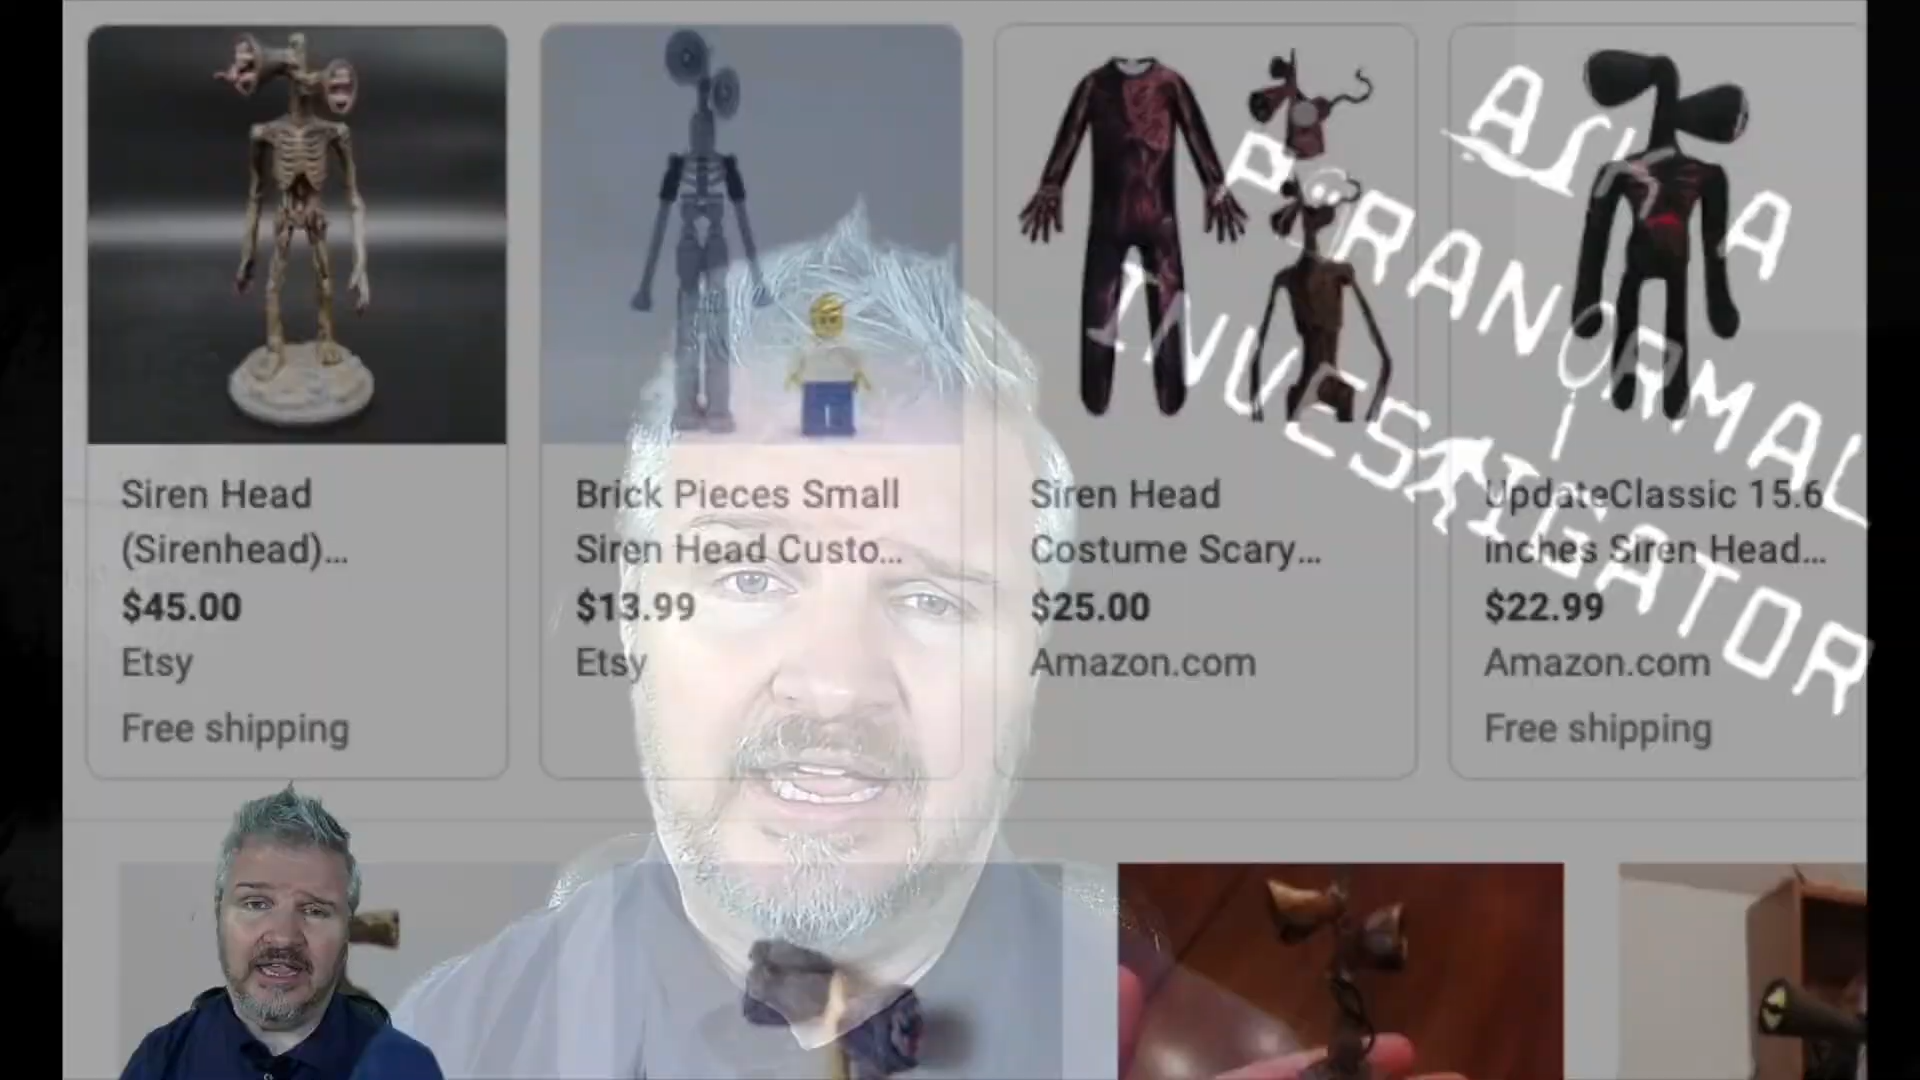 ASK A
PARANORMAL
INVESTIGATOR
Siren Head
(Sirenhead)...
$45.00
Etsy
Free shipping
Brick Pieces Small
Siren Head Custo...
$13.99
Etsy
Siren Head
Costume Scary...
$25.00
Amazon.com
UpdateClassic 15.6
inches Siren Head...
$22.99
Amazon.com
Free shipping